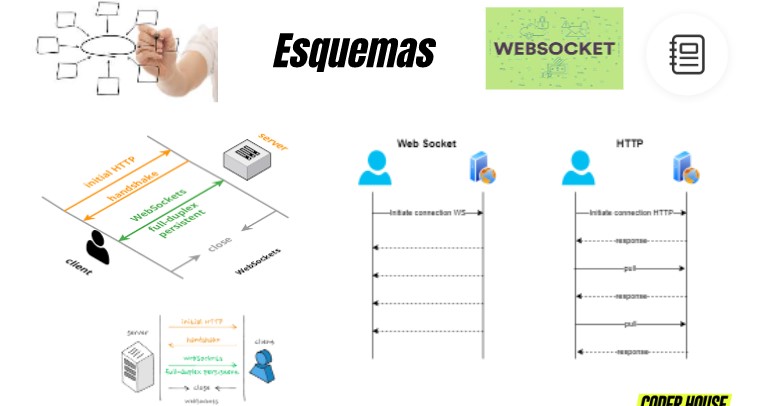 Esquemas
WEBSOCKET
server
initial HTTP
handshake
WebSockets
full-duplex
persistent
close
client
WebSockets
Web Socket
Initiate connection WS
HTTP
Initiate connection HTTP
response
pull
response
pull
response
server
initial HTTP
handshake
websockets
full-duplex persistent
close
websockets
CODER HOUSE